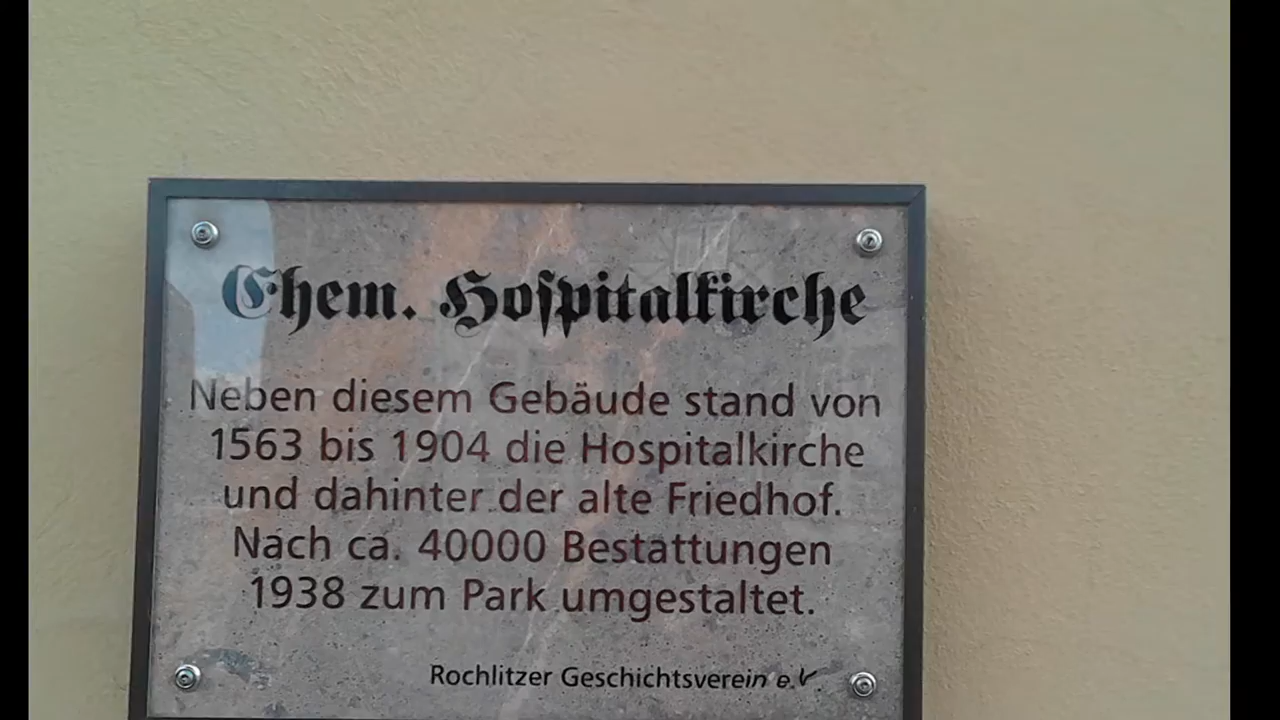 Ehem. Hospitalkirche
Neben diesem Gebäude stand von
1563 bis 1904 die Hospitalkirche
und dahinter der alte Friedhof.
Nach ca. 40000 Bestattungen
1938 zum Park umgestaltet.
Rochlitzer Geschichtsverein e.V